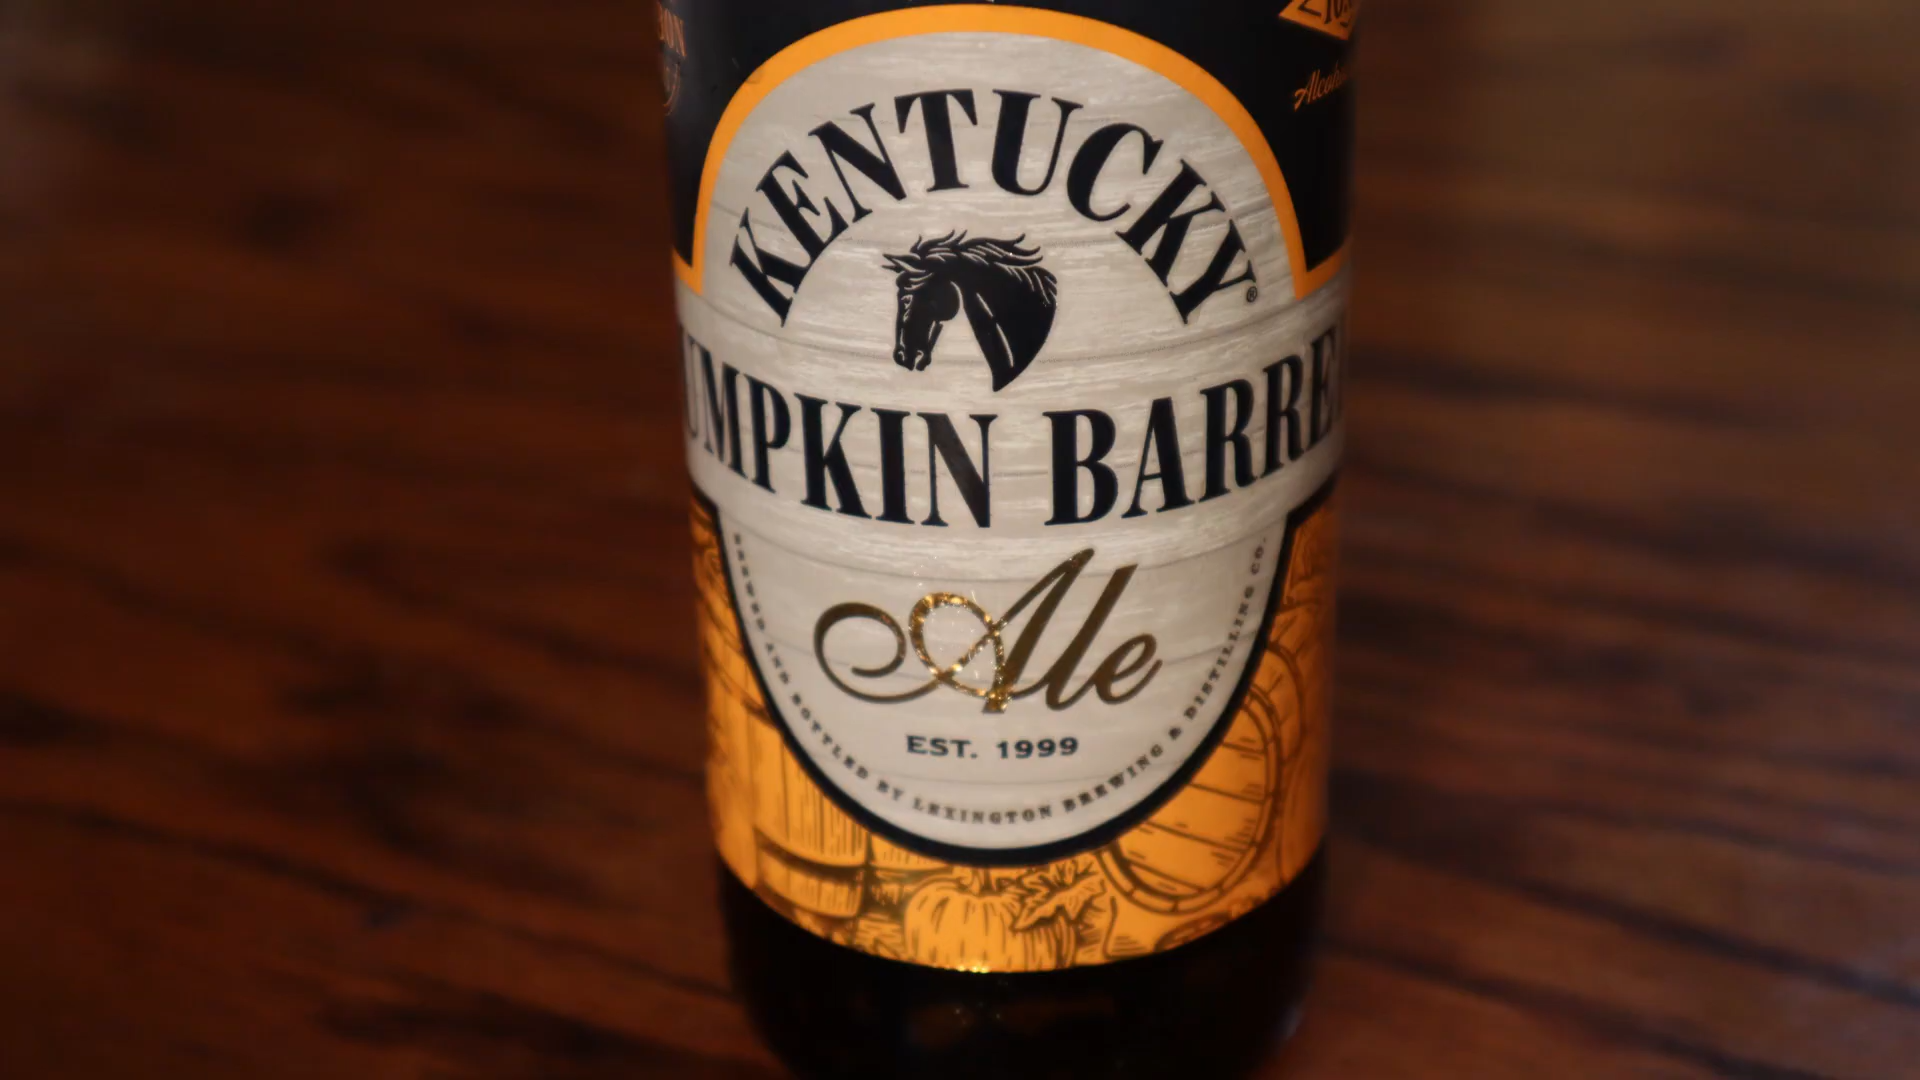 KENTUCKY®
UMPKIN BARRE
Ale
EST. 1999
BREWED AND BOTTLED BY LEXINGTON BREWING & DISTILLING CO.